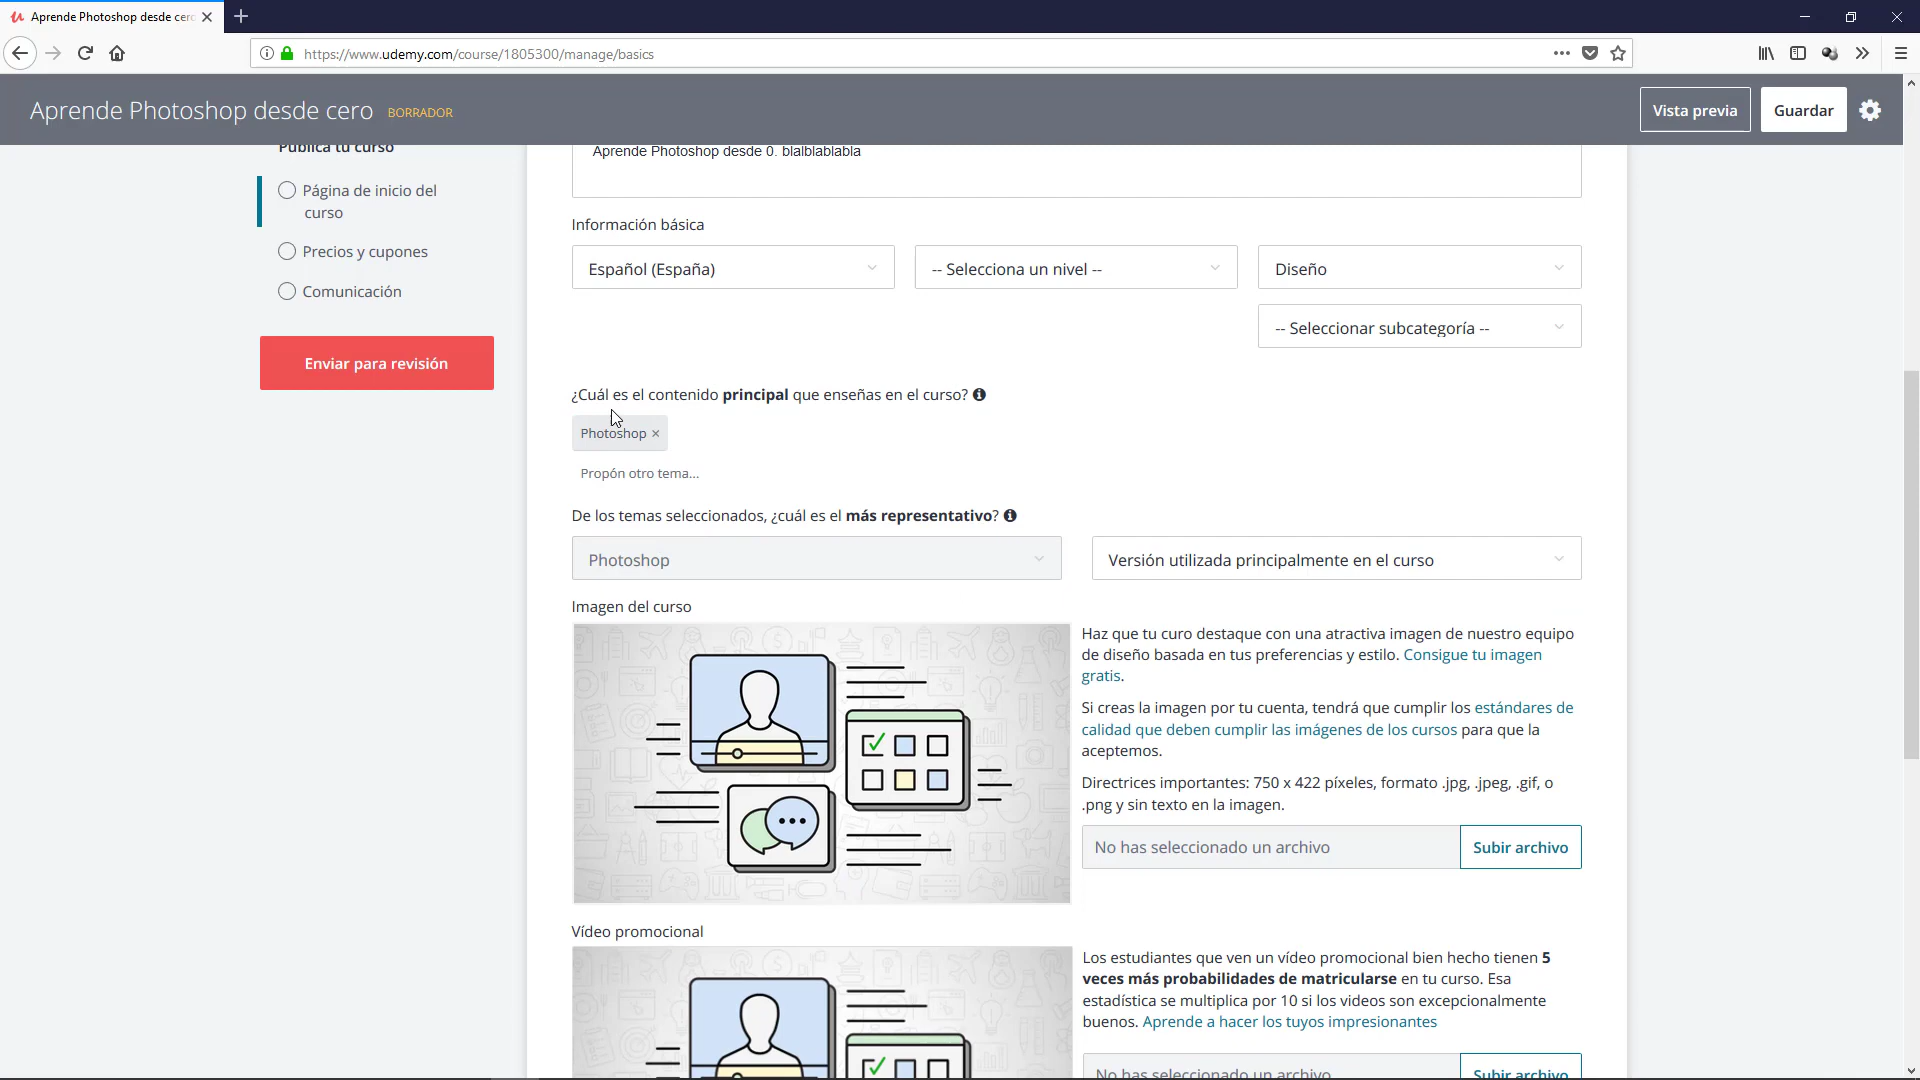 Aprende Photoshop desde cero
https://www.udemy.com/course/1805300/manage/basics
Aprende Photoshop desde cero BORRADOR
Vista previa
Guardar
Publica tu curso
Página de inicio del
curso
Precios y cupones
Comunicación
Enviar para revisión
Aprende Photoshop desde 0. blalblablabla
Información básica
Español (España)
-- Selecciona un nivel --
Diseño
-- Seleccionar subcategoría --
¿Cuál es el contenido principal que enseñas en el curso?
Photoshop ×
Propón otro tema...
De los temas seleccionados, ¿cuál es el más representativo?
Photoshop
Versión utilizada principalmente en el curso
Imagen del curso
Haz que tu curo destaque con una atractiva imagen de nuestro equipo
de diseño basada en tus preferencias y estilo. Consigue tu imagen
gratis.
Si creas la imagen por tu cuenta, tendrá que cumplir los estándares de
calidad que deben cumplir las imágenes de los cursos para que la
aceptemos.
Directrices importantes: 750 x 422 píxeles, formato .jpg, .jpeg, .gif, o
.png y sin texto en la imagen.
No has seleccionado un archivo
Subir archivo
Vídeo promocional
Los estudiantes que ven un vídeo promocional bien hecho tienen 5
veces más probabilidades de matricularse en tu curso. Esa
estadística se multiplica por 10 si los videos son excepcionalmente
buenos. Aprende a hacer los tuyos impresionantes
No has seleccionado un archivo
Subir archivo